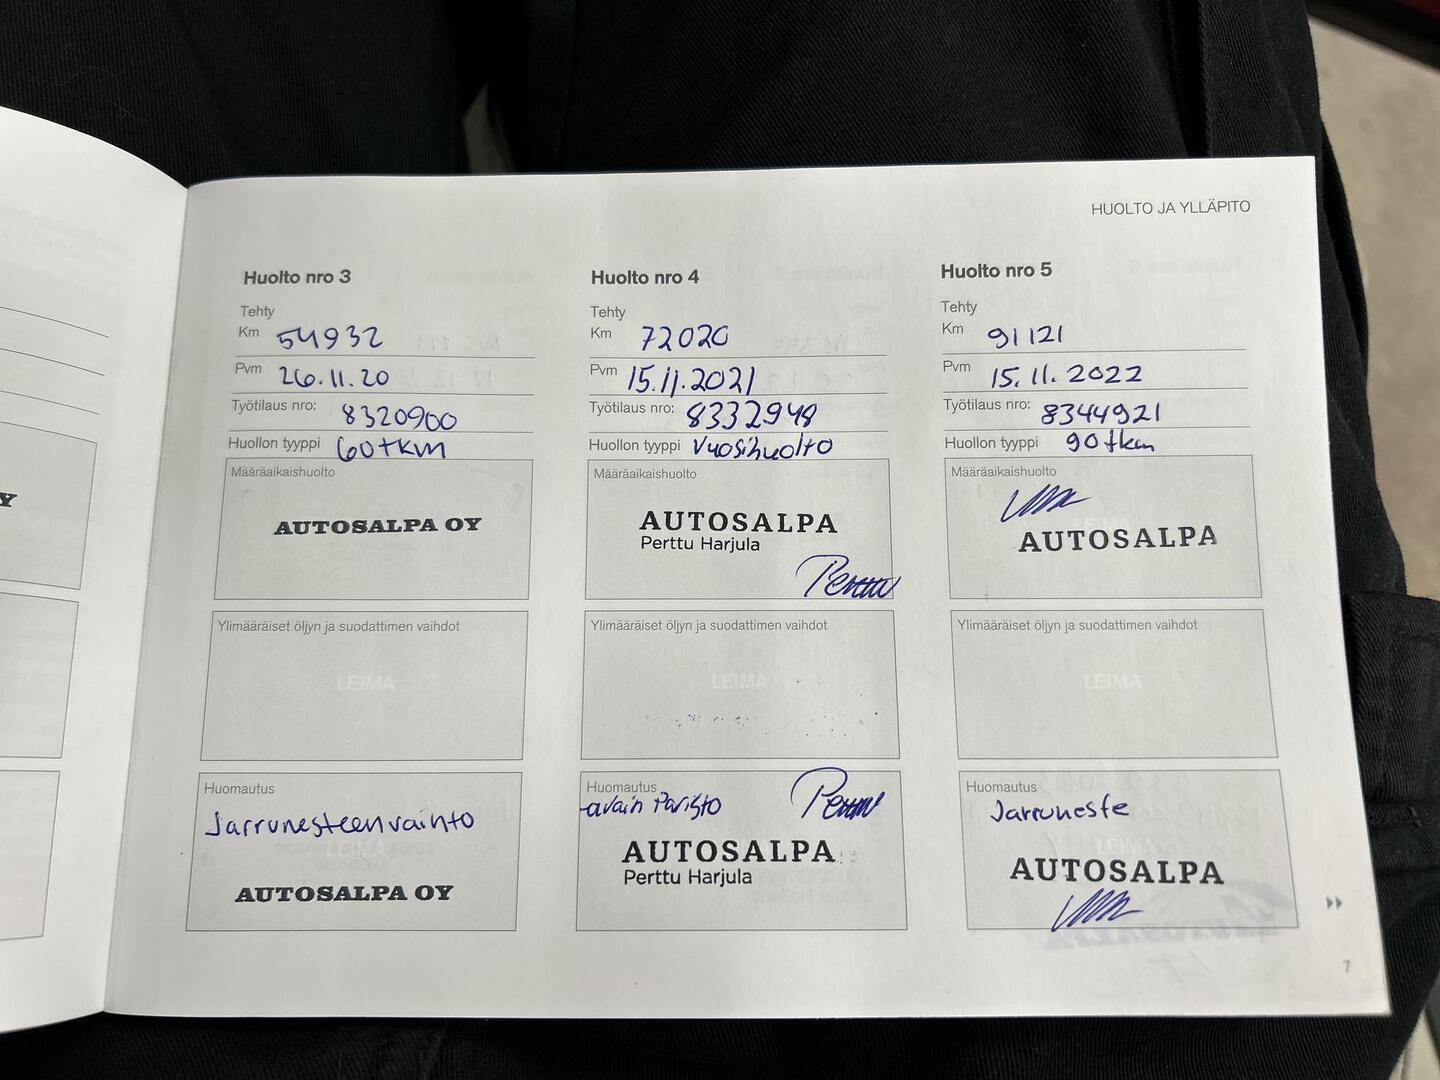 HUOLTO JA YLLÄPITO
Huolto nro 3
Tehty
Km 54932
Pvm 26.11.20
Työtilaus nro: 8320900
Huollon tyyppi 60tkm
Määräaikaishuolto
AUTOSALPA OY
Ylimääräiset öljyn ja suodattimen vaihdot
LEIMA
Huomautus
Jarrunesteenvaihto
AUTOSALPA OY
Huolto nro 4
Tehty
Km 72020
Pvm 15.11.2021
Työtilaus nro: 8332948
Huollon tyyppi Vuosihuolto
Määräaikaishuolto
AUTOSALPA
Perttu Harjula
Perttu
Ylimääräiset öljyn ja suodattimen vaihdot
LEIMA
Huomautus
-avain Paristo
Perttu
AUTOSALPA
Perttu Harjula
Huolto nro 5
Tehty
Km 91121
Pvm 15.11.2022
Työtilaus nro: 8344921
Huollon tyyppi 90tkm
Määräaikaishuolto
AUTOSALPA
Ylimääräiset öljyn ja suodattimen vaihdot
LEIMA
Huomautus
Jarruneste
AUTOSALPA
7
Y